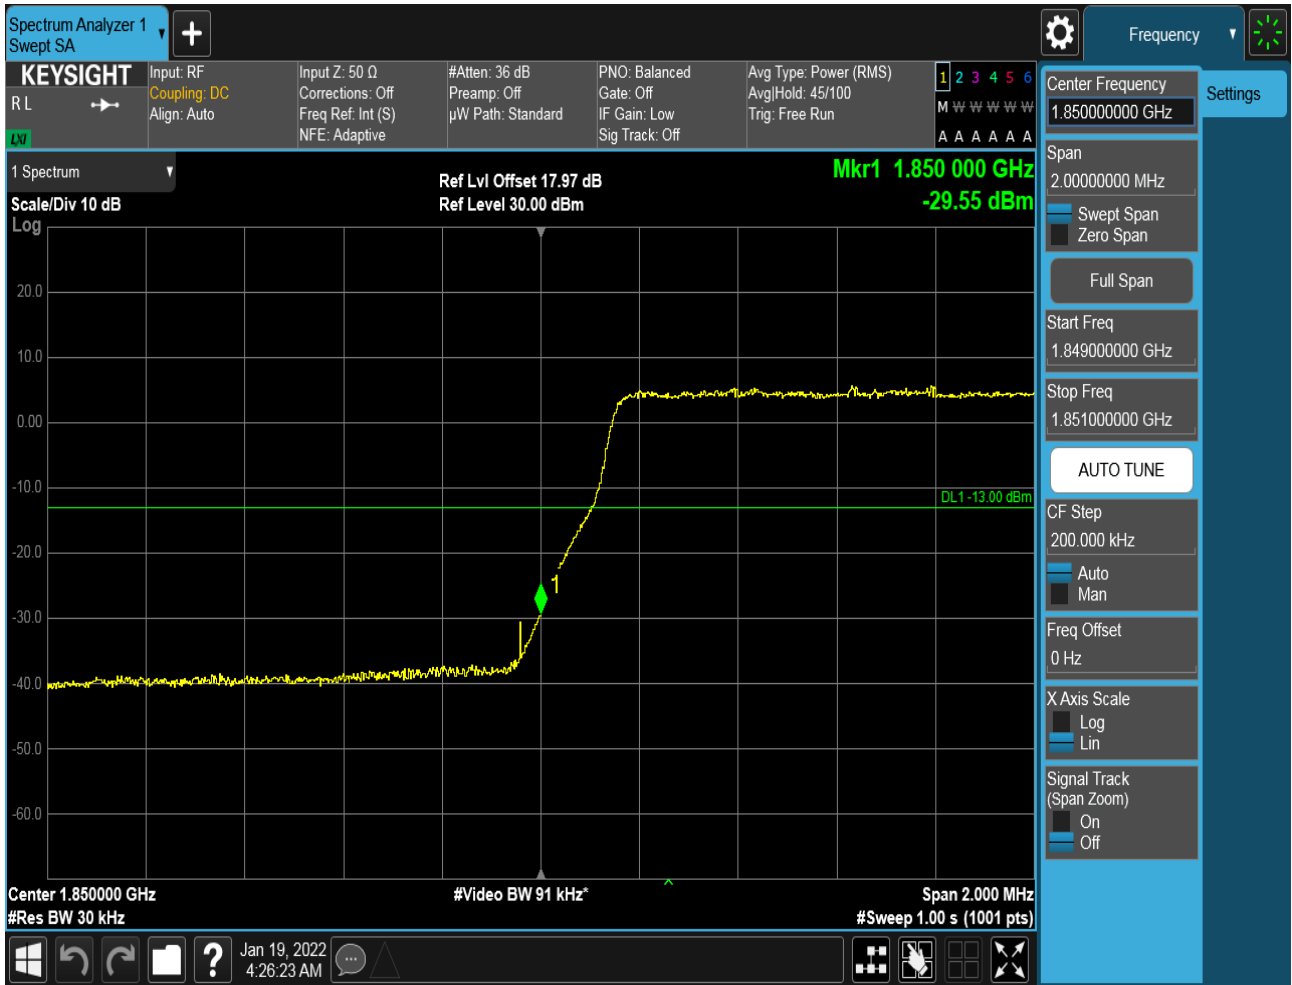 Spectrum Analyzer 1
Swept SA
+
Frequency
KEYSIGHT
R L
LXI
Input: RF
Coupling: DC
Align: Auto
Input Z: 50 Ω
Corrections: Off
Freq Ref: Int (S)
NFE: Adaptive
#Atten: 36 dB
Preamp: Off
µW Path: Standard
PNO: Balanced
Gate: Off
IF Gain: Low
Sig Track: Off
Avg Type: Power (RMS)
Avg|Hold: 45/100
Trig: Free Run
1 2 3 4 5 6
M W W W W W
A A A A A A
Center Frequency
1.850000000 GHz
Settings
Span
2.00000000 MHz
Swept Span
Zero Span
Full Span
Start Freq
1.849000000 GHz
Stop Freq
1.851000000 GHz
AUTO TUNE
CF Step
200.000 kHz
Auto
Man
Freq Offset
0 Hz
X Axis Scale
Log
Lin
Signal Track
(Span Zoom)
On
Off
1 Spectrum
Scale/Div 10 dB
Log
Ref Lvl Offset 17.97 dB
Ref Level 30.00 dBm
Mkr1 1.850 000 GHz
-29.55 dBm
20.0
10.0
0.00
-10.0
DL1 -13.00 dBm
-20.0
1
-30.0
-40.0
-50.0
-60.0
Center 1.850000 GHz
#Video BW 91 kHz*
Span 2.000 MHz
#Res BW 30 kHz
#Sweep 1.00 s (1001 pts)
?
Jan 19, 2022
4:26:23 AM